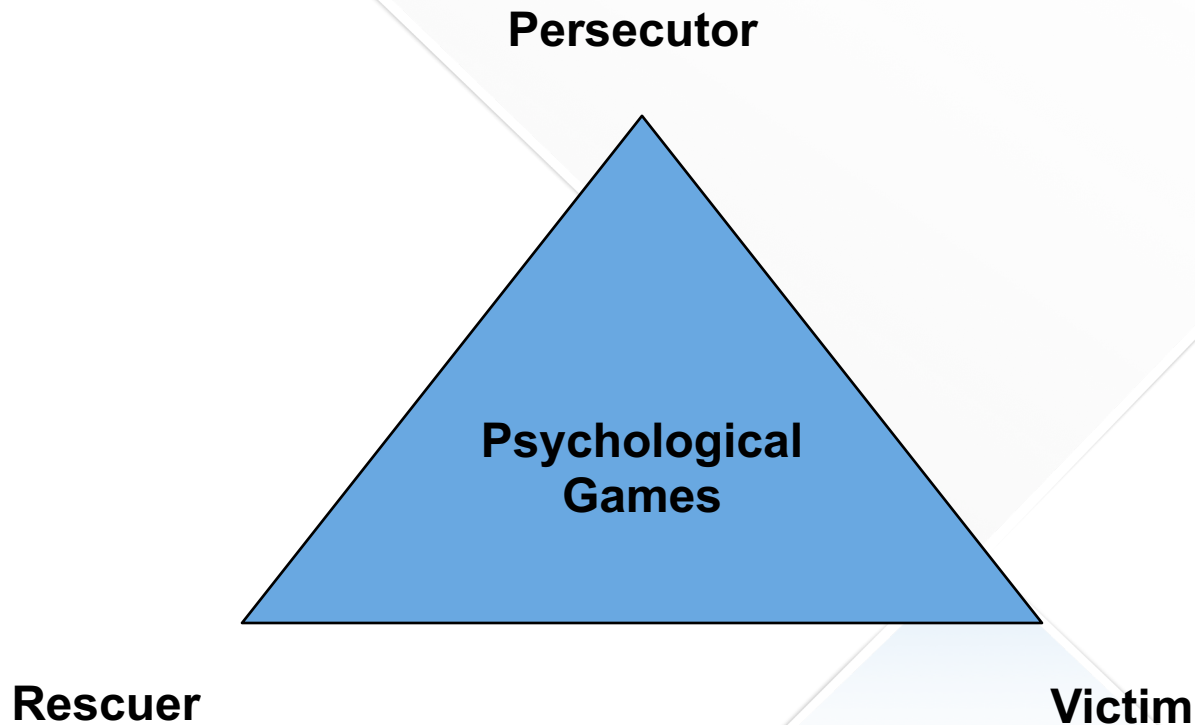 Persecutor
Psychological
Games
Rescuer
Victim